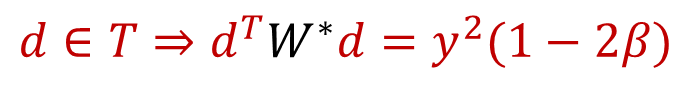 d ∈ T ⇒ dᵀW*d = y²(1 − 2β)